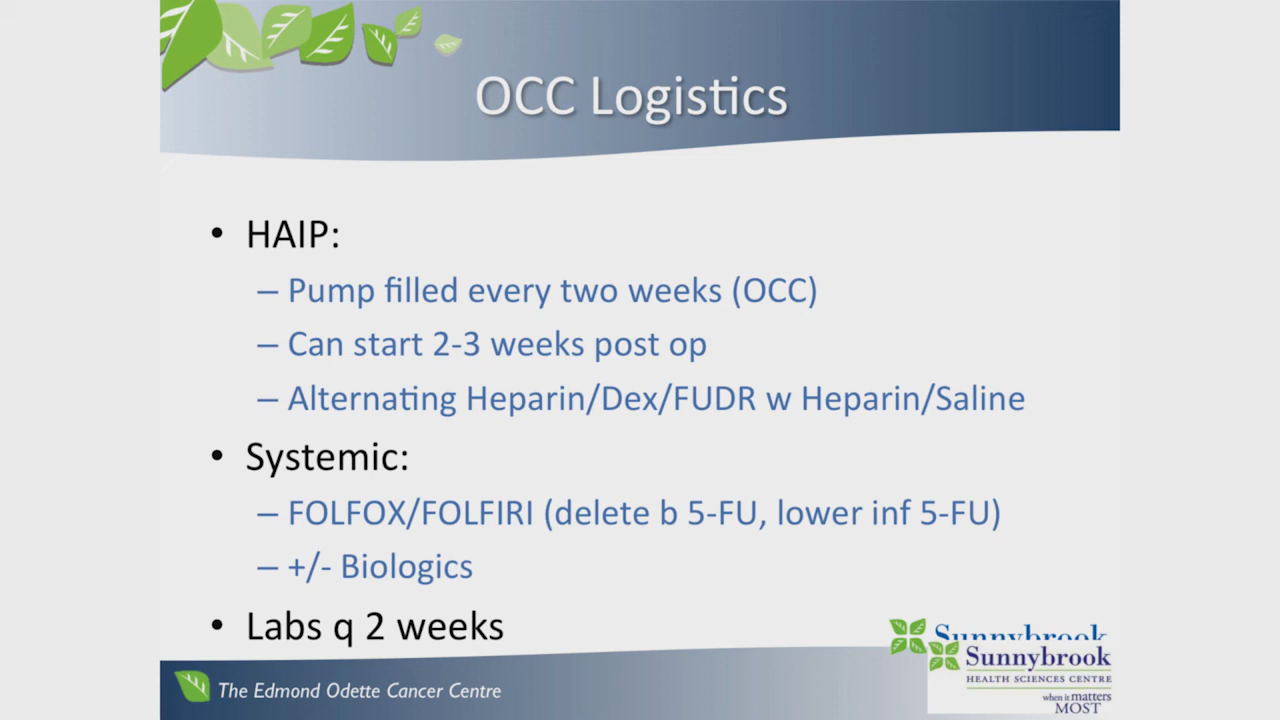 OCC Logistics
• HAIP:
– Pump filled every two weeks (OCC)
– Can start 2-3 weeks post op
– Alternating Heparin/Dex/FUDR w Heparin/Saline
• Systemic:
– FOLFOX/FOLFIRI (delete b 5-FU, lower inf 5-FU)
– +/- Biologics
• Labs q 2 weeks
The Edmond Odette Cancer Centre
Sunnybrook
Sunnybrook
HEALTH SCIENCES CENTRE
when it matters
MOST